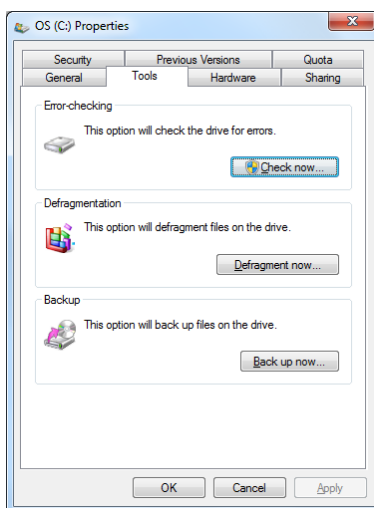 OS (C:) Properties
Security Previous Versions Quota
General Tools Hardware Sharing
Error-checking
This option will check the drive for errors.
Check now...
Defragmentation
This option will defragment files on the drive.
Defragment now...
Backup
This option will back up files on the drive.
Back up now...
OK Cancel Apply